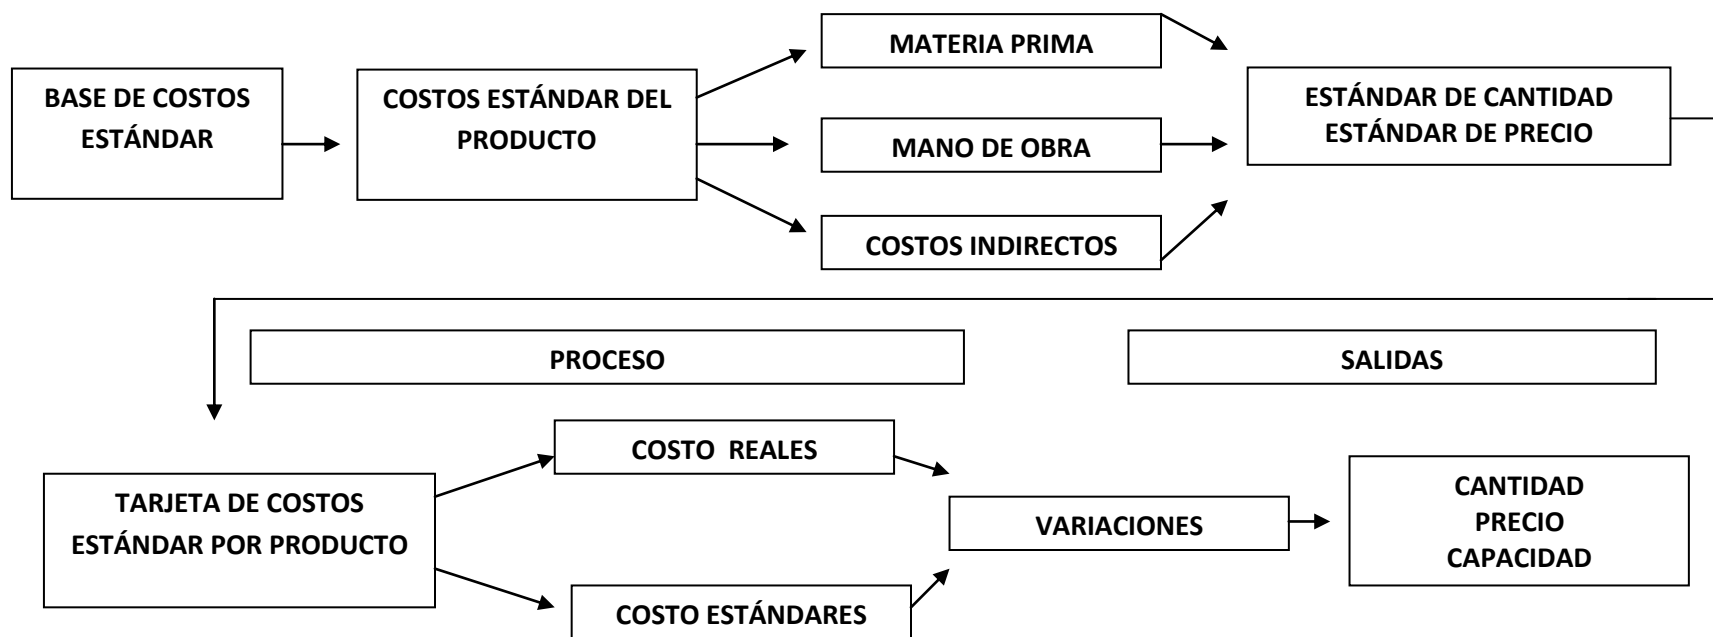 BASE DE COSTOS
ESTÁNDAR
COSTOS ESTÁNDAR DEL
PRODUCTO
MATERIA PRIMA
MANO DE OBRA
COSTOS INDIRECTOS
ESTÁNDAR DE CANTIDAD
ESTÁNDAR DE PRECIO
PROCESO
SALIDAS
TARJETA DE COSTOS
ESTÁNDAR POR PRODUCTO
COSTO REALES
COSTO ESTÁNDARES
VARIACIONES
CANTIDAD
PRECIO
CAPACIDAD